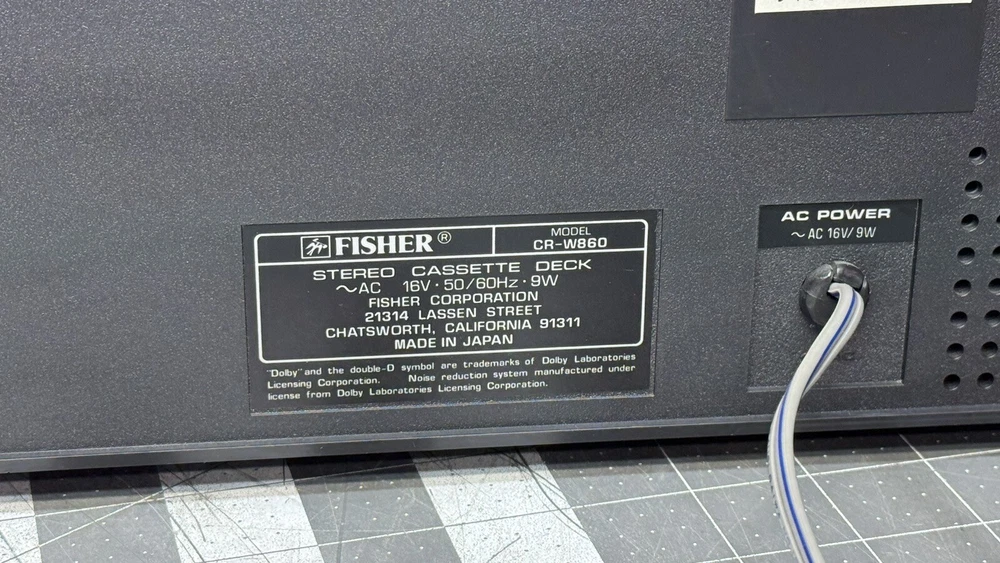 FISHER®
MODEL
CR-W860
STEREO CASSETTE DECK
~AC 16V·50/60Hz·9W
FISHER CORPORATION
21314 LASSEN STREET
CHATSWORTH, CALIFORNIA 91311
MADE IN JAPAN
"Dolby" and the double-D symbol are trademarks of Dolby Laboratories
Licensing Corporation. Noise reduction system manufactured under
license from Dolby Laboratories Licensing Corporation.
AC POWER
~AC 16V/9W